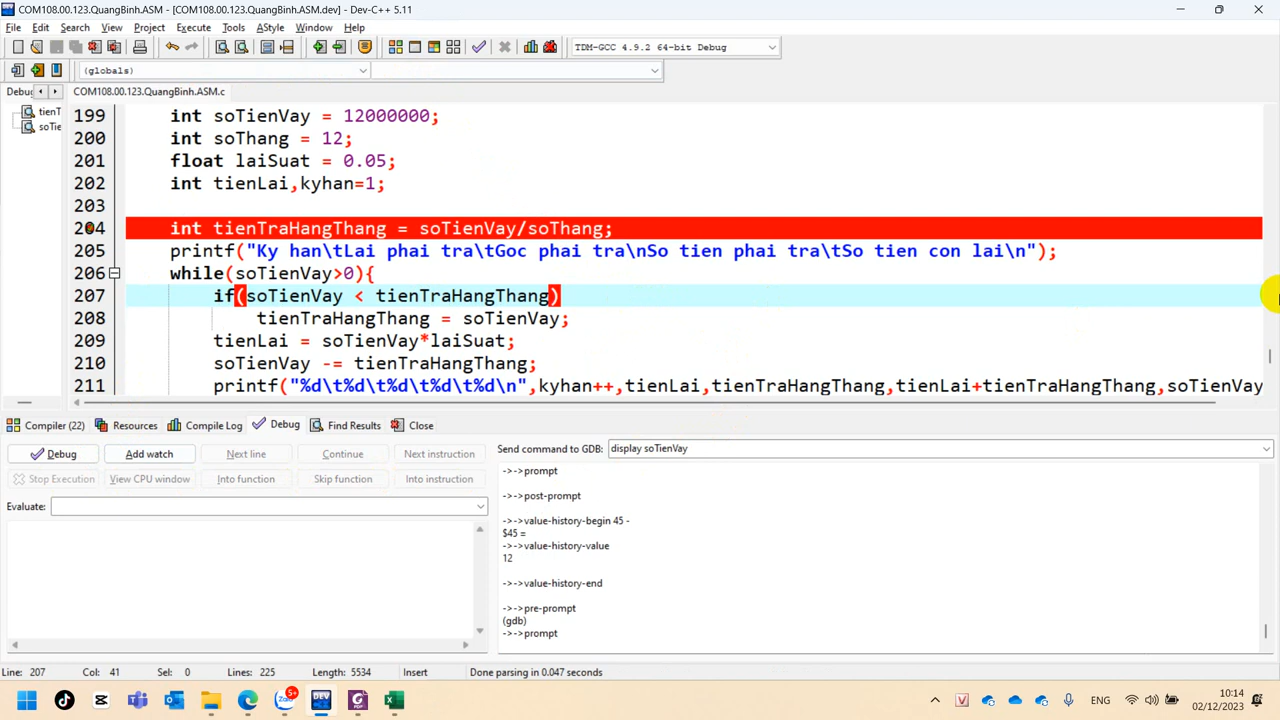 COM108.00.123.QuangBinh.ASM - [COM108.00.123.QuangBinh.ASM.dev] - Dev-C++ 5.11
File Edit Search View Project Execute Tools AStyle Window Help
TDM-GCC 4.9.2 64-bit Debug
(globals)
Debug
COM108.00.123.QuangBinh.ASM.c
tienT
soTie
199 int soTienVay = 12000000;
200 int soThang = 12;
201 float laiSuat = 0.05;
202 int tienLai,kyhan=1;
203
204 int tienTraHangThang = soTienVay/soThang;
205 printf("Ky han\tLai phai tra\tGoc phai tra\nSo tien phai tra\tSo tien con lai\n");
206 while(soTienVay>0){
207 if(soTienVay < tienTraHangThang)
208 tienTraHangThang = soTienVay;
209 tienLai = soTienVay*laiSuat;
210 soTienVay -= tienTraHangThang;
211 printf("%d\t%d\t%d\t%d\t%d\n",kyhan++,tienLai,tienTraHangThang,tienLai+tienTraHangThang,soTienVay
Compiler (22) Resources Compile Log Debug Find Results Close
Debug Add watch Next line Continue Next instruction
Stop Execution View CPU window Into function Skip function Into instruction
Evaluate:
Send command to GDB: display soTienVay
->->prompt
->->post-prompt
->->value-history-begin 45 -
$45 =
->->value-history-value
12
->->value-history-end
->->pre-prompt
(gdb)
->->prompt
Line: 207 Col: 41 Sel: 0 Lines: 225 Length: 5534 Insert Done parsing in 0.047 seconds
Zalo 5+ DEV PDF
ENG
10:14
02/12/2023